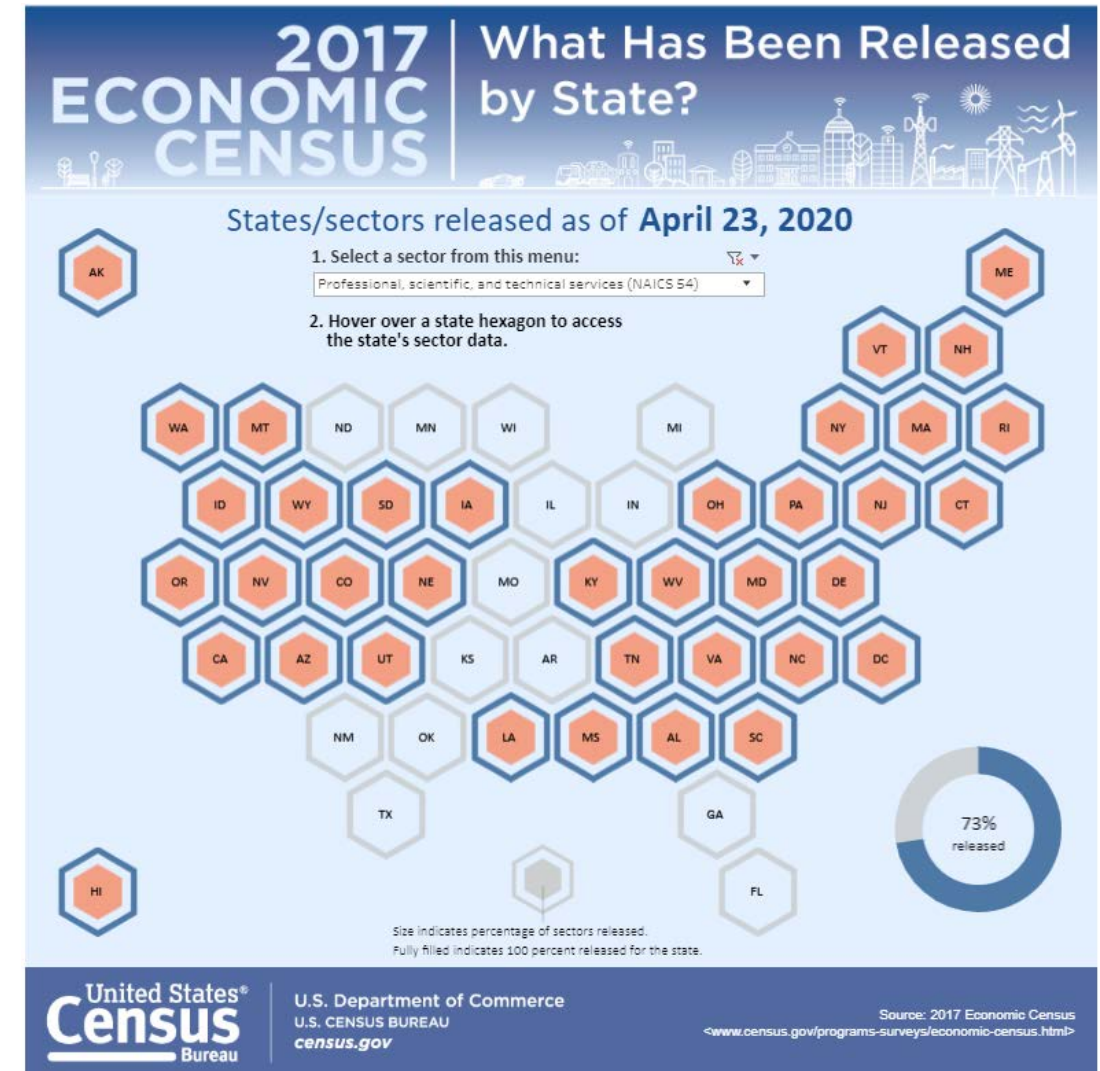 2017
ECONOMIC
CENSUS
What Has Been Released
by State?
States/sectors released as of April 23, 2020
1. Select a sector from this menu:
Professional, scientific, and technical services (NAICS 54)
2. Hover over a state hexagon to access
the state's sector data.
AK
ME
VT NH
WA MT ND MN WI MI NY MA RI
ID WY SD IA IL IN OH PA NJ CT
OR NV CO NE MO KY WV MD DE
CA AZ UT KS AR TN VA NC DC
NM OK LA MS AL SC
TX GA
73%
released
HI FL
Size indicates percentage of sectors released.
Fully filled indicates 100 percent released for the state.
United States®
Census
Bureau
U.S. Department of Commerce
U.S. CENSUS BUREAU
census.gov
Source: 2017 Economic Census
<www.census.gov/programs-surveys/economic-census.html>